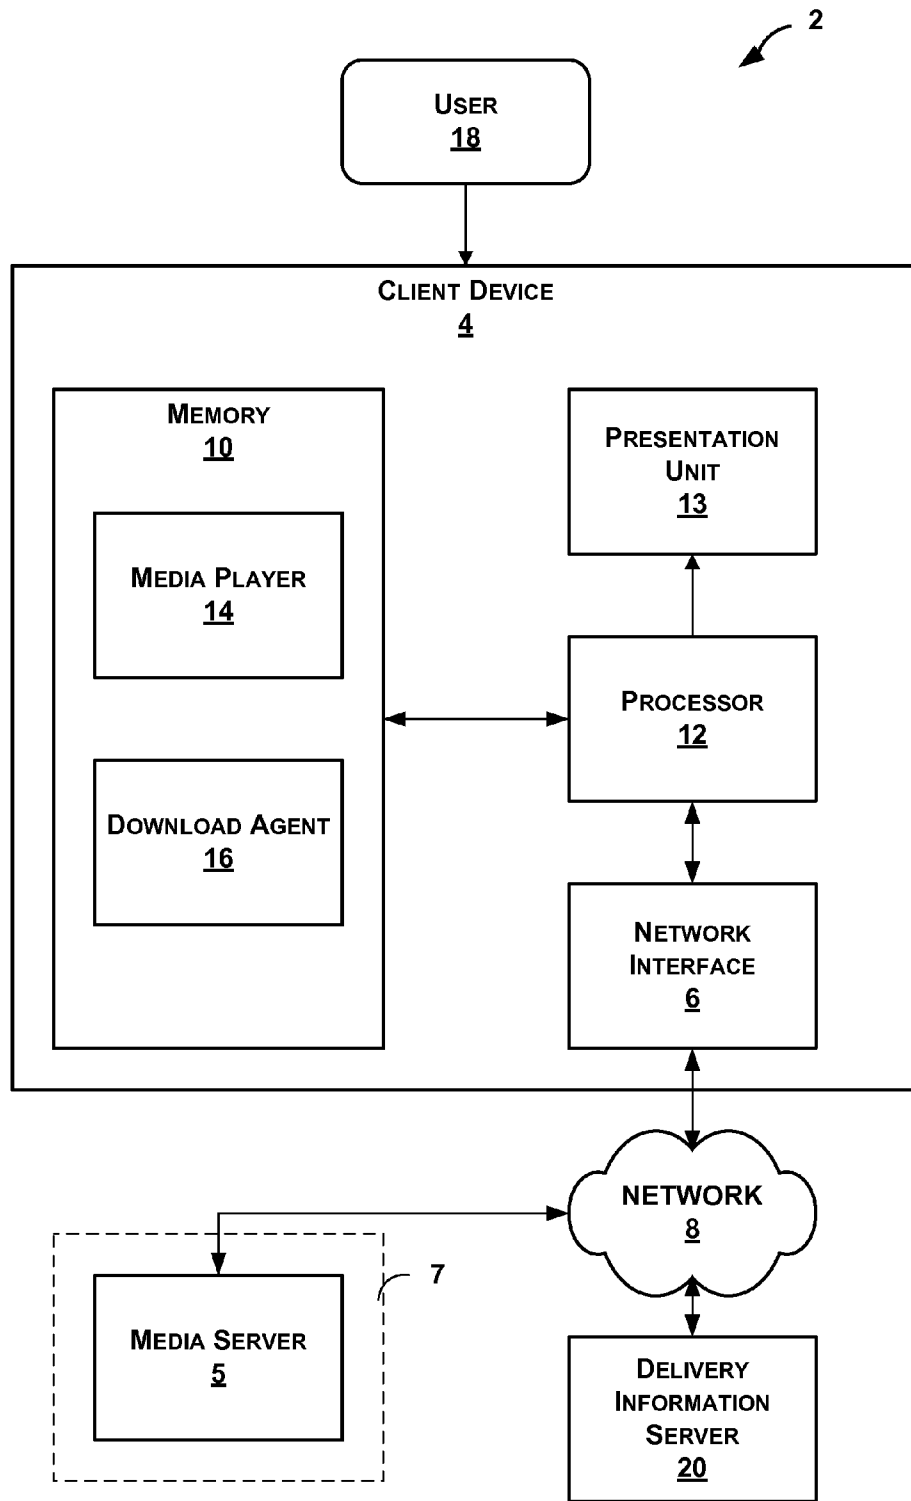 2
USER
18
CLIENT DEVICE
4
MEMORY
10
MEDIA PLAYER
14
DOWNLOAD AGENT
16
PRESENTATION
UNIT
13
PROCESSOR
12
NETWORK
INTERFACE
6
NETWORK
8
7
MEDIA SERVER
5
DELIVERY
INFORMATION
SERVER
20